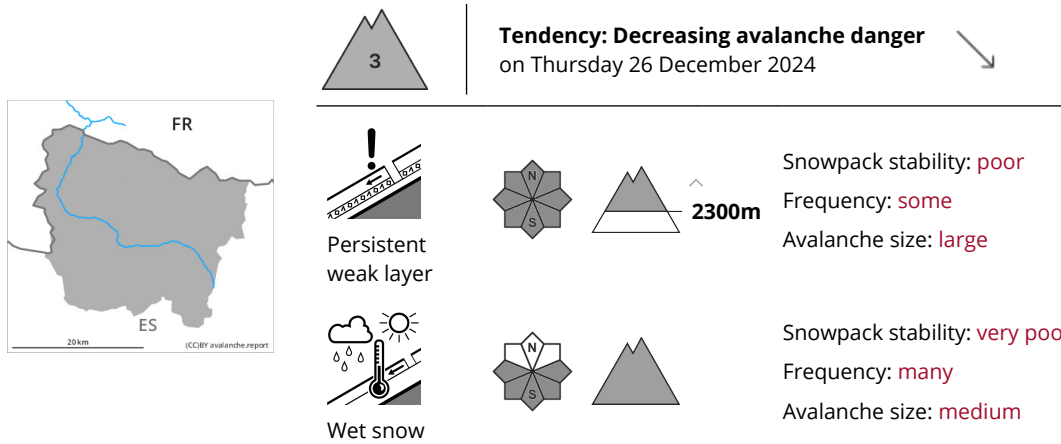 3
Tendency: Decreasing avalanche danger
on Thursday 26 December 2024
FR
ES
20 km
(CC)BY avalanche.report
Persistent
weak layer
N
S
2300m
Snowpack stability: poor
Frequency: some
Avalanche size: large
Wet snow
N
S
Snowpack stability: very poo
Frequency: many
Avalanche size: medium